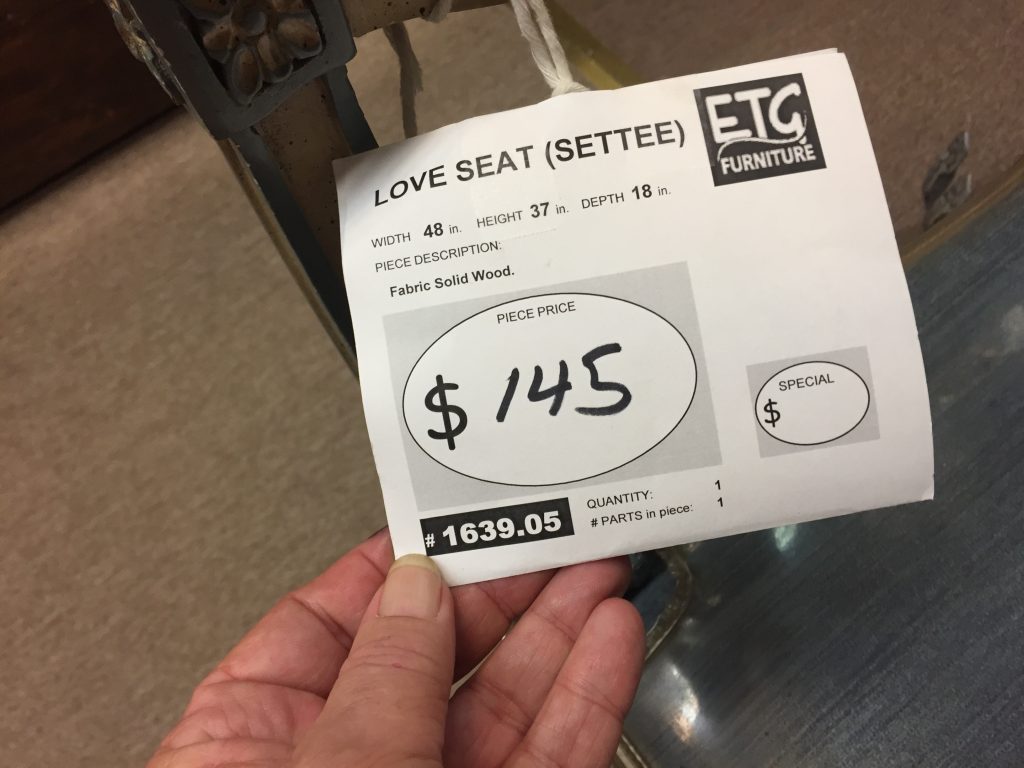 ETC
FURNITURE
LOVE SEAT (SETTEE)
WIDTH 48 in. HEIGHT 37 in. DEPTH 18 in.
PIECE DESCRIPTION:
Fabric Solid Wood.
PIECE PRICE
$ 145
SPECIAL
$
# 1639.05
QUANTITY: 1
# PARTS in piece: 1